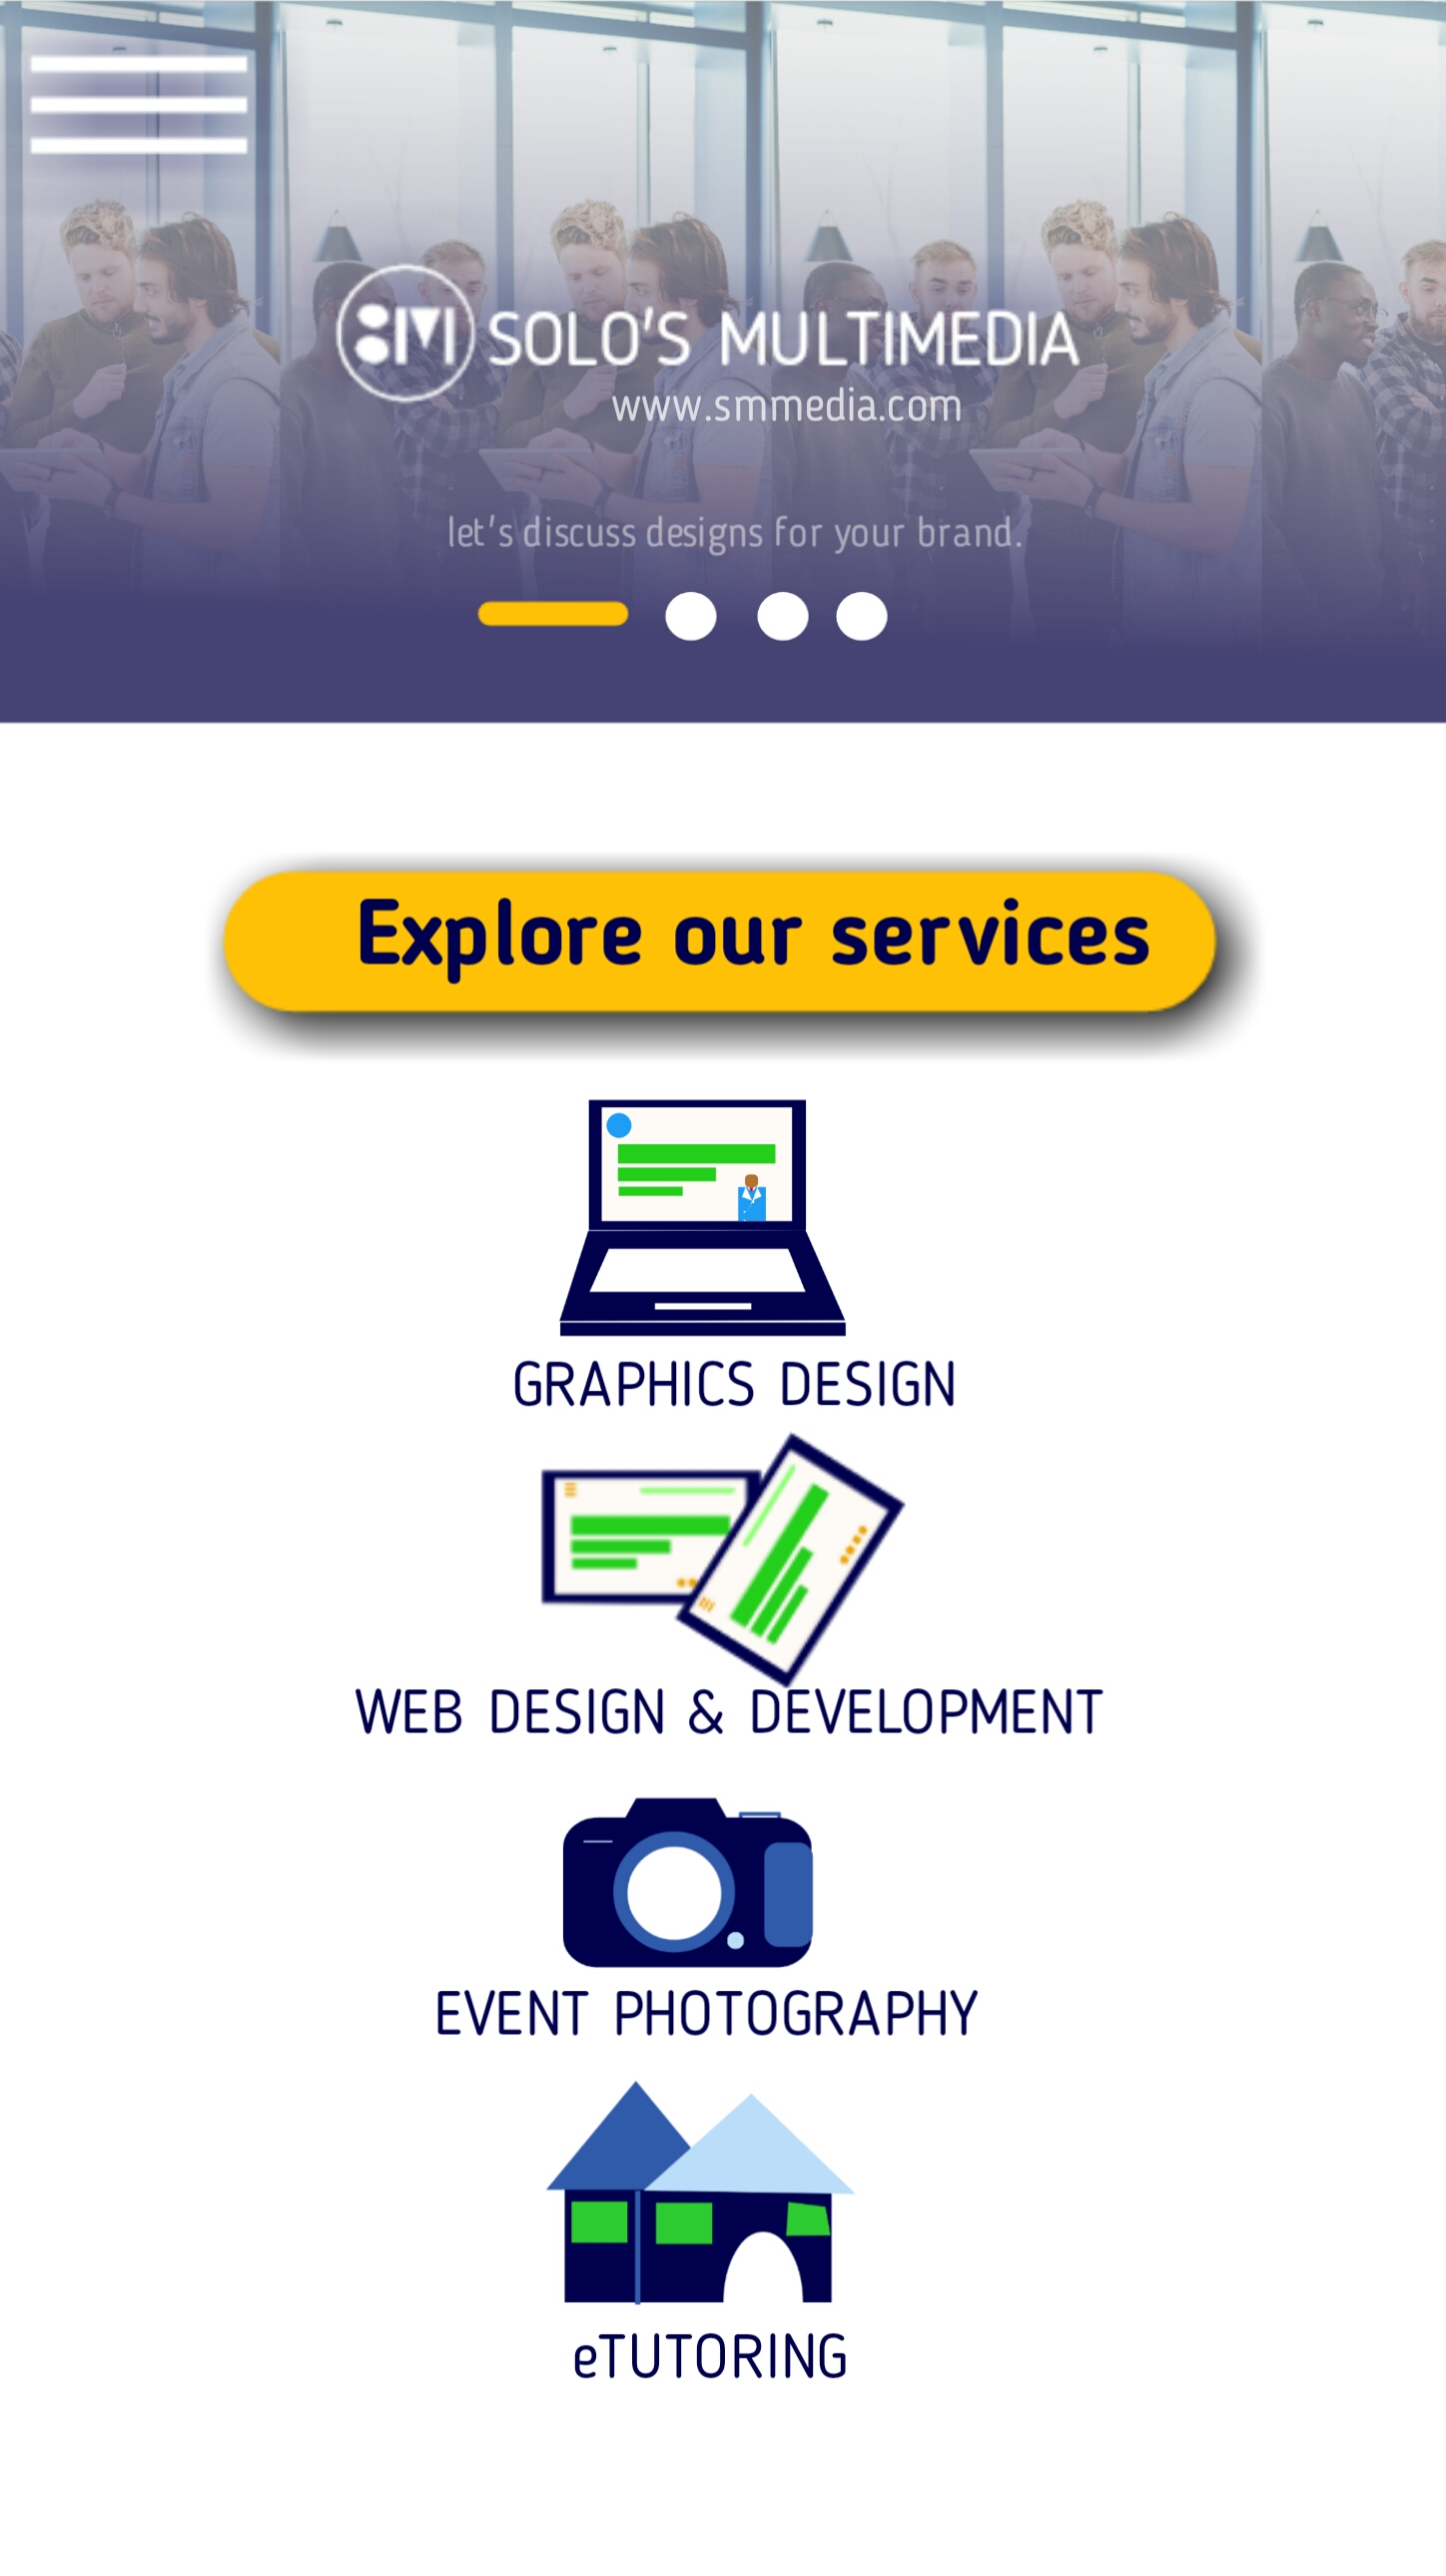 SM SOLO'S MULTIMEDIA
www.smmedia.com
let's discuss designs for your brand.
Explore our services
GRAPHICS DESIGN
WEB DESIGN & DEVELOPMENT
EVENT PHOTOGRAPHY
eTUTORING